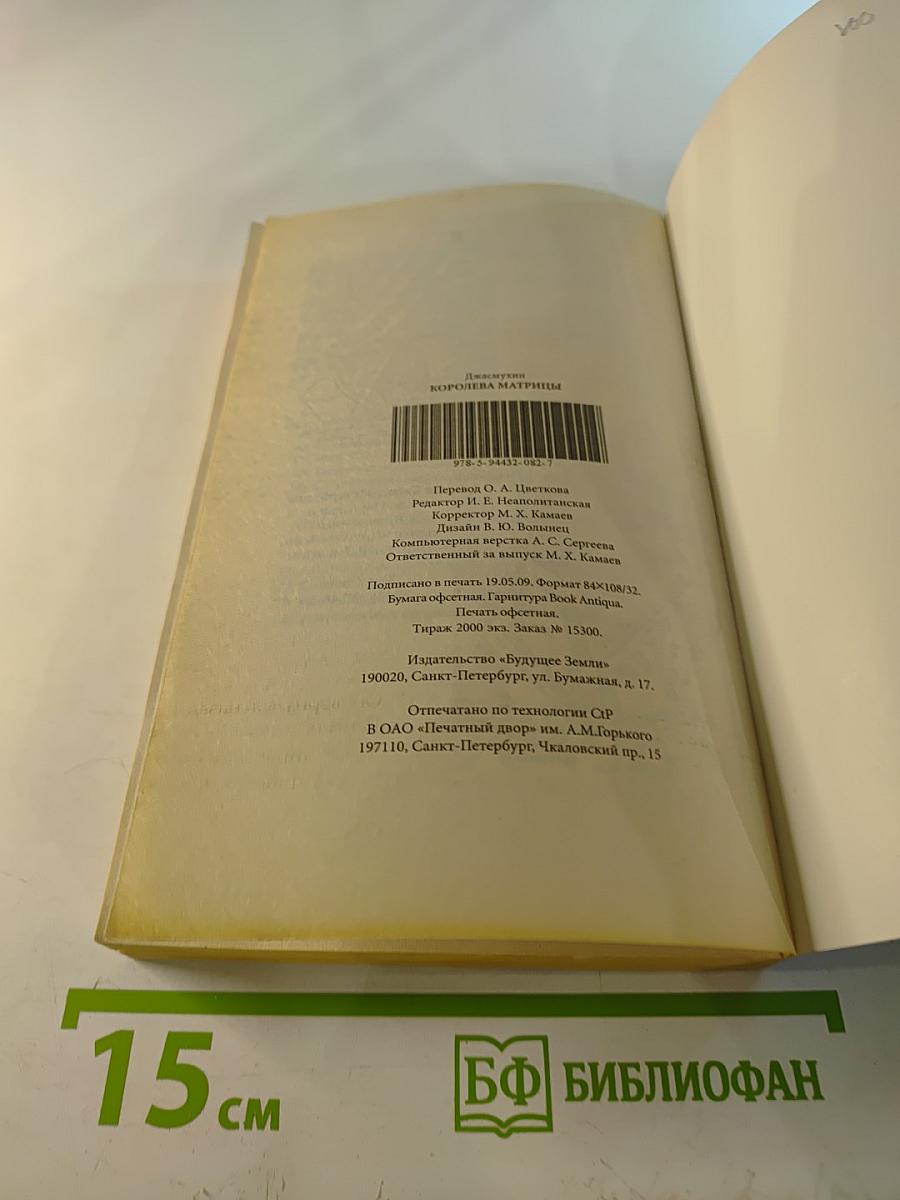 Джасмухин
КОРОЛЕВА МАТРИЦЫ
978-5-94432-082-7
Перевод О. А. Цветкова
Редактор И. Е. Неаполитанская
Корректор М. Х. Камаев
Дизайн В. Ю. Волынец
Компьютерная верстка А. С. Сергеева
Ответственный за выпуск М. Х. Камаев
Подписано в печать 19.05.09. Формат 84×108/32.
Бумага офсетная. Гарнитура Book Antiqua.
Печать офсетная.
Тираж 2000 экз. Заказ № 15300.
Издательство «Будущее Земли»
190020, Санкт-Петербург, ул. Бумажная, д. 17.
Отпечатано по технологии CtP
В ОАО «Печатный двор» им. А.М.Горького
197110, Санкт-Петербург, Чкаловский пр., 15
15 см
БФ БИБЛИОФАН